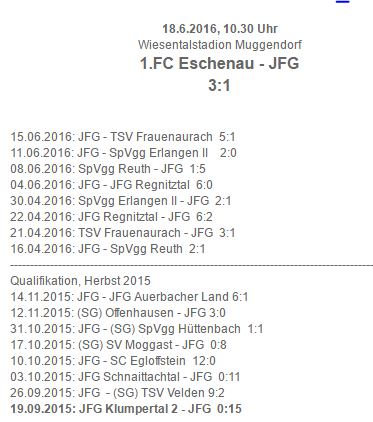 18.6.2016, 10.30 Uhr
Wiesentalstadion Muggendorf
1.FC Eschenau - JFG
3:1
15.06.2016: JFG - TSV Frauenaurach 5:1
11.06.2016: JFG - SpVgg Erlangen II 2:0
08.06.2016: SpVgg Reuth - JFG 1:5
04.06.2016: JFG - JFG Regnitztal 6:0
30.04.2016: SpVgg Erlangen II - JFG 2:1
22.04.2016: JFG Regnitztal - JFG 6:2
21.04.2016: TSV Frauenaurach - JFG 3:1
16.04.2016: JFG - SpVgg Reuth 2:1
Qualifikation, Herbst 2015
14.11.2015: JFG - JFG Auerbacher Land 6:1
12.11.2015: (SG) Offenhausen - JFG 3:0
31.10.2015: JFG - (SG) SpVgg Hüttenbach 1:1
17.10.2015: (SG) SV Moggast - JFG 0:8
10.10.2015: JFG - SC Egloffstein 12:0
03.10.2015: JFG Schnaittachtal - JFG 0:11
26.09.2015: JFG - (SG) TSV Velden 9:2
19.09.2015: JFG Klumpertal 2 - JFG 0:15